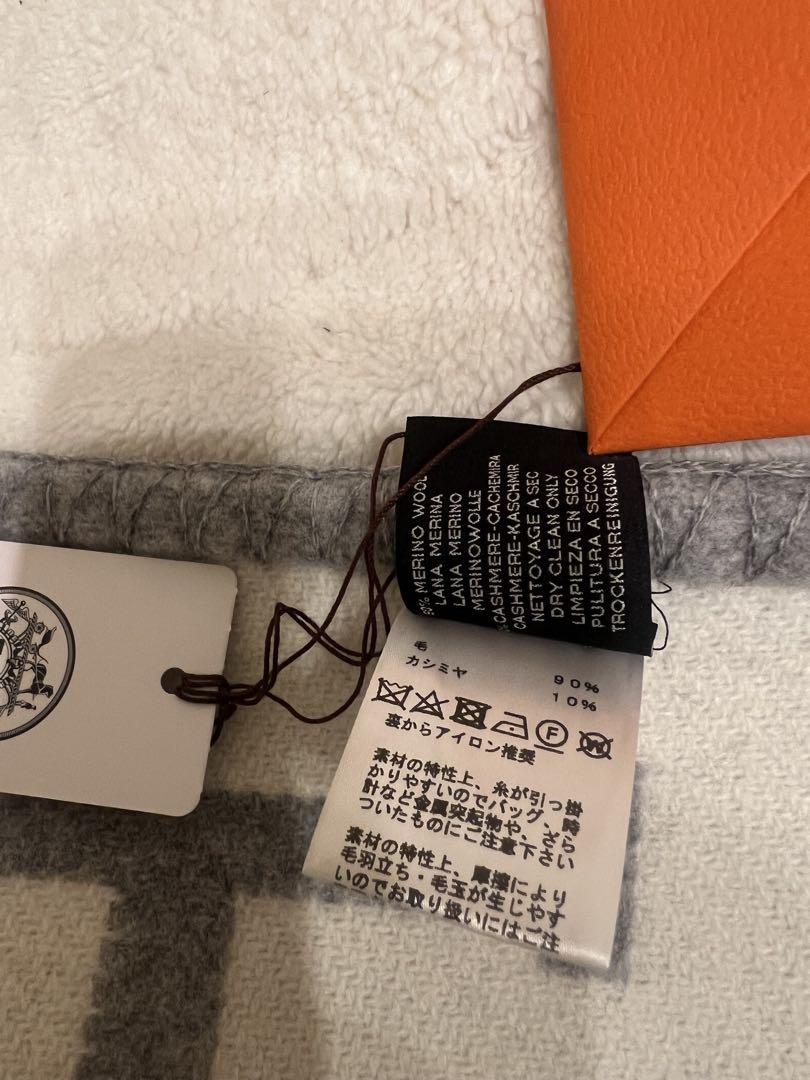 90% MERINO WOOL
LANA MERINA
LANA MERINO
MERINOWOLLE
CASHMERE-CACHEMIRA
CASHMERE-KASCHMIR
NETTOYAGE A SEC
DRY CLEAN ONLY
LIMPIEZA EN SECO
PULITURA A SECCO
TROCKENREINIGUNG
毛 90%
カシミヤ 10%
F W
裏からアイロン推奨
素材の特性上、糸が引っ掛
かりやすいのでバッグ、時
計など金属突起物や、ざら
ついたものにご注意下さい
素材の特性上、摩擦により
毛羽立ち・毛玉が生じやす
いのでお取り扱いにはご注